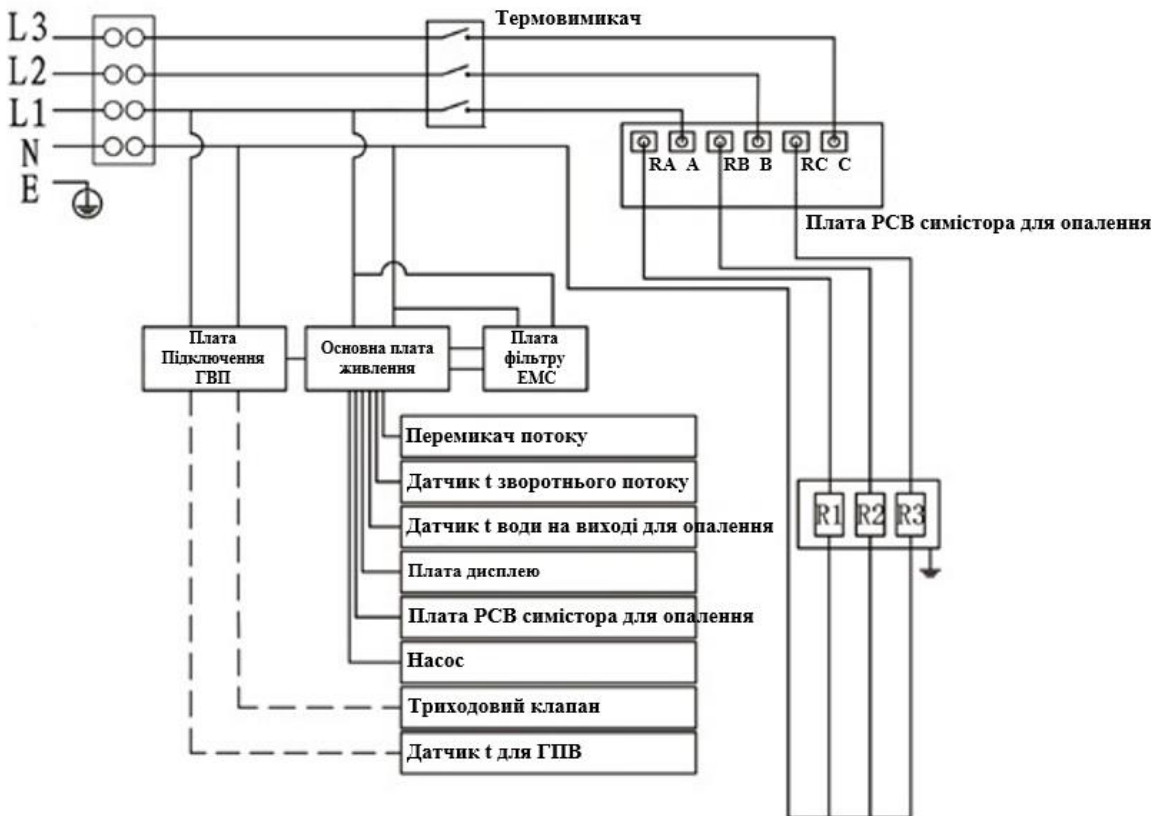 Термовимикач
L3
L2
L1
N
E
RA A RB B RC C
Плата PCB симістора для опалення
Плата
Підключення
ГВП
Основна плата
живлення
Плата
фільтру
ЕМС
Перемикач потоку
Датчик t зворотнього потоку
Датчик t води на виході для опалення
Плата дисплею
Плата PCB симістора для опалення
Насос
Триходовий клапан
Датчик t для ГПВ
R1 R2 R3